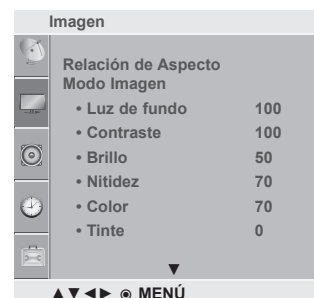 Imagen
Relación de Aspecto
Modo Imagen
• Luz de fundo 100
• Contraste 100
• Brillo 50
• Nitidez 70
• Color 70
• Tinte 0
▼
▲▼◄► ◉ MENÚ